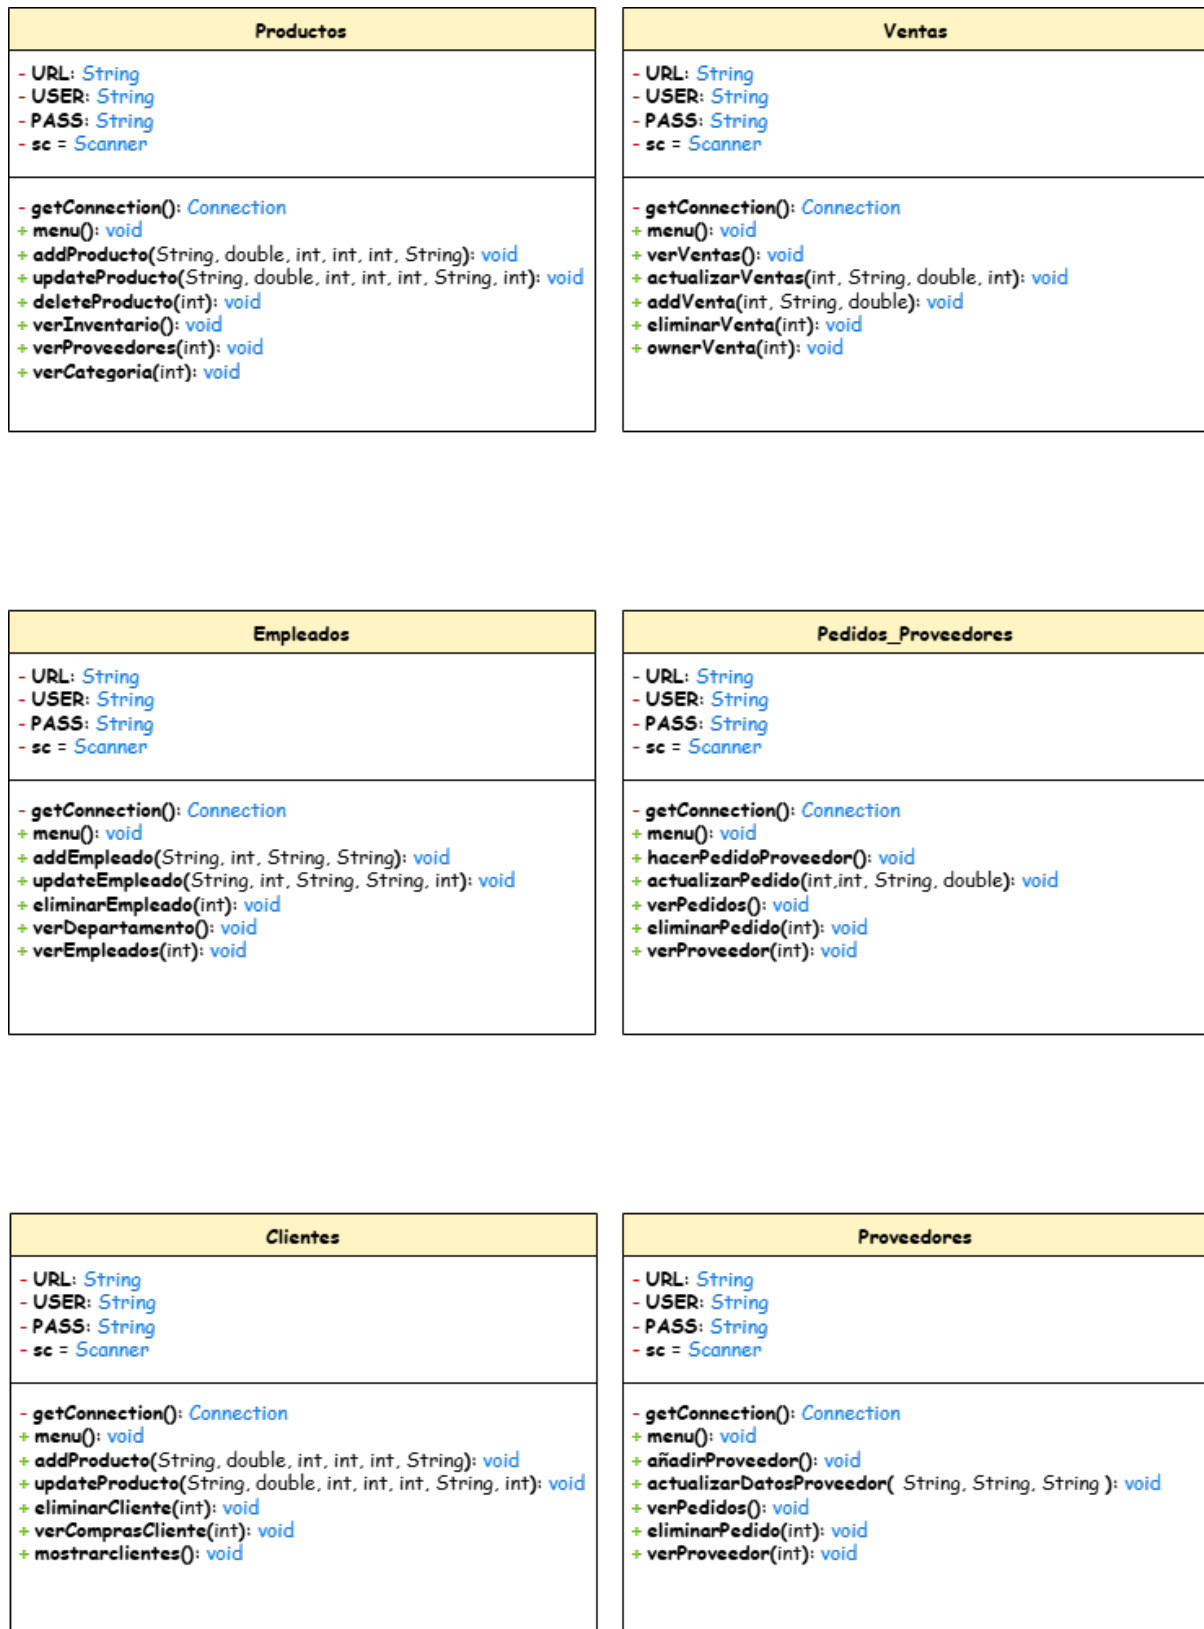 Productos
- URL: String
- USER: String
- PASS: String
- sc = Scanner
- getConnection(): Connection
+ menu(): void
+ addProducto(String, double, int, int, int, String): void
+ updateProducto(String, double, int, int, int, String, int): void
+ deleteProducto(int): void
+ verInventario(): void
+ verProveedores(int): void
+ verCategoria(int): void
Ventas
- URL: String
- USER: String
- PASS: String
- sc = Scanner
- getConnection(): Connection
+ menu(): void
+ verVentas(): void
+ actualizarVentas(int, String, double, int): void
+ addVenta(int, String, double): void
+ eliminarVenta(int): void
+ ownerVenta(int): void
Empleados
- URL: String
- USER: String
- PASS: String
- sc = Scanner
- getConnection(): Connection
+ menu(): void
+ addEmpleado(String, int, String, String): void
+ updateEmpleado(String, int, String, String, int): void
+ eliminarEmpleado(int): void
+ verDepartamento(): void
+ verEmpleados(int): void
Pedidos_Proveedores
- URL: String
- USER: String
- PASS: String
- sc = Scanner
- getConnection(): Connection
+ menu(): void
+ hacerPedidoProveedor(): void
+ actualizarPedido(int,int, String, double): void
+ verPedidos(): void
+ eliminarPedido(int): void
+ verProveedor(int): void
Clientes
- URL: String
- USER: String
- PASS: String
- sc = Scanner
- getConnection(): Connection
+ menu(): void
+ addProducto(String, double, int, int, int, String): void
+ updateProducto(String, double, int, int, int, String, int): void
+ eliminarCliente(int): void
+ verComprasCliente(int): void
+ mostrarclientes(): void
Proveedores
- URL: String
- USER: String
- PASS: String
- sc = Scanner
- getConnection(): Connection
+ menu(): void
+ añadirProveedor(): void
+ actualizarDatosProveedor( String, String, String ): void
+ verPedidos(): void
+ eliminarPedido(int): void
+ verProveedor(int): void